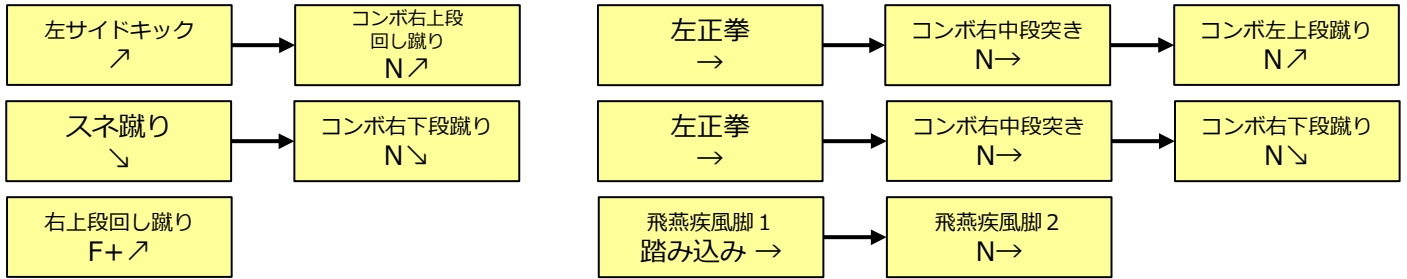 左サイドキック
↗
コンボ右上段
回し蹴り
N↗
左正拳
→
コンボ右中段突き
N→
コンボ左上段蹴り
N↗
スネ蹴り
↘
コンボ右下段蹴り
N↘
左正拳
→
コンボ右中段突き
N→
コンボ右下段蹴り
N↘
右上段回し蹴り
F+↗
飛燕疾風脚１
踏み込み →
飛燕疾風脚２
N→